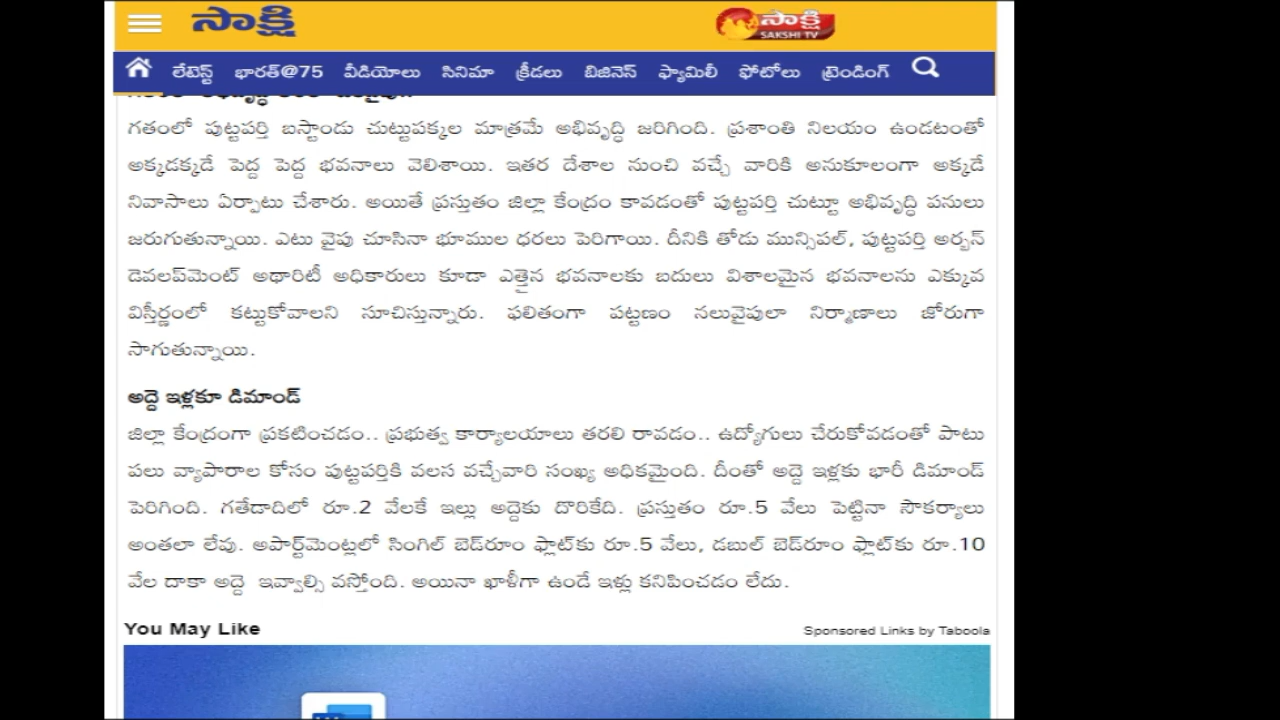 సాక్షి
సాక్షి
SAKSHI TV
లేటెస్ట్ భారత్@75 వీడియోలు సినిమా క్రీడలు బిజినెస్ ఫ్యామిలీ ఫోటోలు ట్రెండింగ్
గతంలో పుట్టపర్తి బస్టాండు చుట్టుపక్కల మాత్రమే అభివృద్ధి జరిగింది. ప్రశాంతి నిలయం ఉండటంతో
అక్కడక్కడే పెద్ద పెద్ద భవనాలు వెలిశాయి. ఇతర దేశాల నుంచి వచ్చే వారికి అనుకూలంగా అక్కడే
నివాసాలు ఏర్పాటు చేశారు. అయితే ప్రస్తుతం జిల్లా కేంద్రం కావడంతో పుట్టపర్తి చుట్టూ అభివృద్ధి పనులు
జరుగుతున్నాయి. ఎటు వైపు చూసినా భూముల ధరలు పెరిగాయి. దీనికి తోడు మున్సిపల్, పుట్టపర్తి అర్బన్
డెవలప్‌మెంట్ అథారిటీ అధికారులు కూడా ఎత్తైన భవనాలకు బదులు విశాలమైన భవనాలను ఎక్కువ
విస్తీర్ణంలో కట్టుకోవాలని సూచిస్తున్నారు. ఫలితంగా పట్టణం నలువైపులా నిర్మాణాలు జోరుగా
సాగుతున్నాయి.
అద్దె ఇళ్లకూ డిమాండ్
జిల్లా కేంద్రంగా ప్రకటించడం.. ప్రభుత్వ కార్యాలయాలు తరలి రావడం.. ఉద్యోగులు చేరుకోవడంతో పాటు
పలు వ్యాపారాల కోసం పుట్టపర్తికి వలస వచ్చేవారి సంఖ్య అధికమైంది. దీంతో అద్దె ఇళ్లకు భారీ డిమాండ్
పెరిగింది. గతేడాదిలో రూ.2 వేలకే ఇల్లు అద్దెకు దొరికేది. ప్రస్తుతం రూ.5 వేలు పెట్టినా సౌకర్యాలు
అంతలా లేవు. అపార్ట్‌మెంట్లలో సింగిల్ బెడ్‌రూం ఫ్లాట్‌కు రూ.5 వేలు, డబుల్ బెడ్‌రూం ఫ్లాట్‌కు రూ.10
వేల దాకా అద్దె ఇవ్వాల్సి వస్తోంది. అయినా ఖాళీగా ఉండే ఇళ్లు కనిపించడం లేదు.
You May Like
Sponsored Links by Taboola